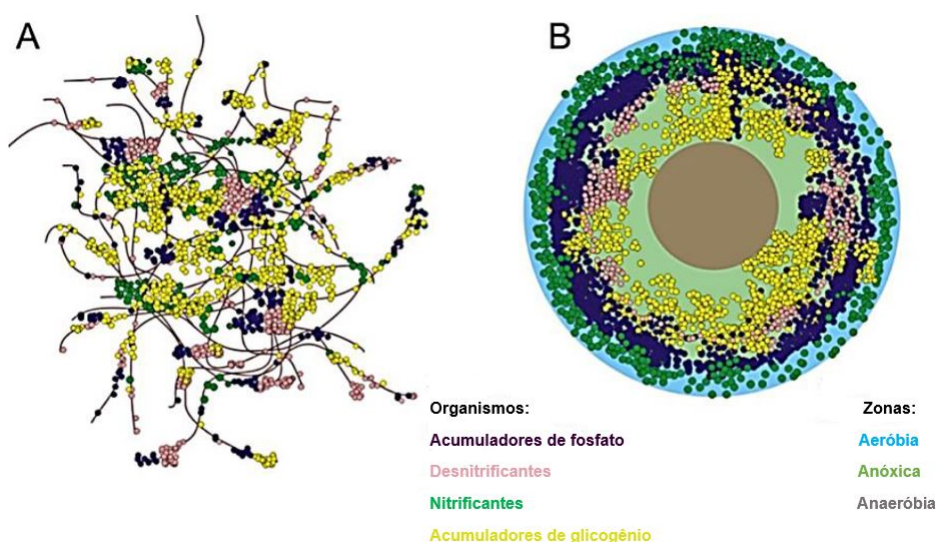 A
B
Organismos:
Acumuladores de fosfato
Desnitrificantes
Nitrificantes
Acumuladores de glicogênio
Zonas:
Aeróbia
Anóxica
Anaeróbia